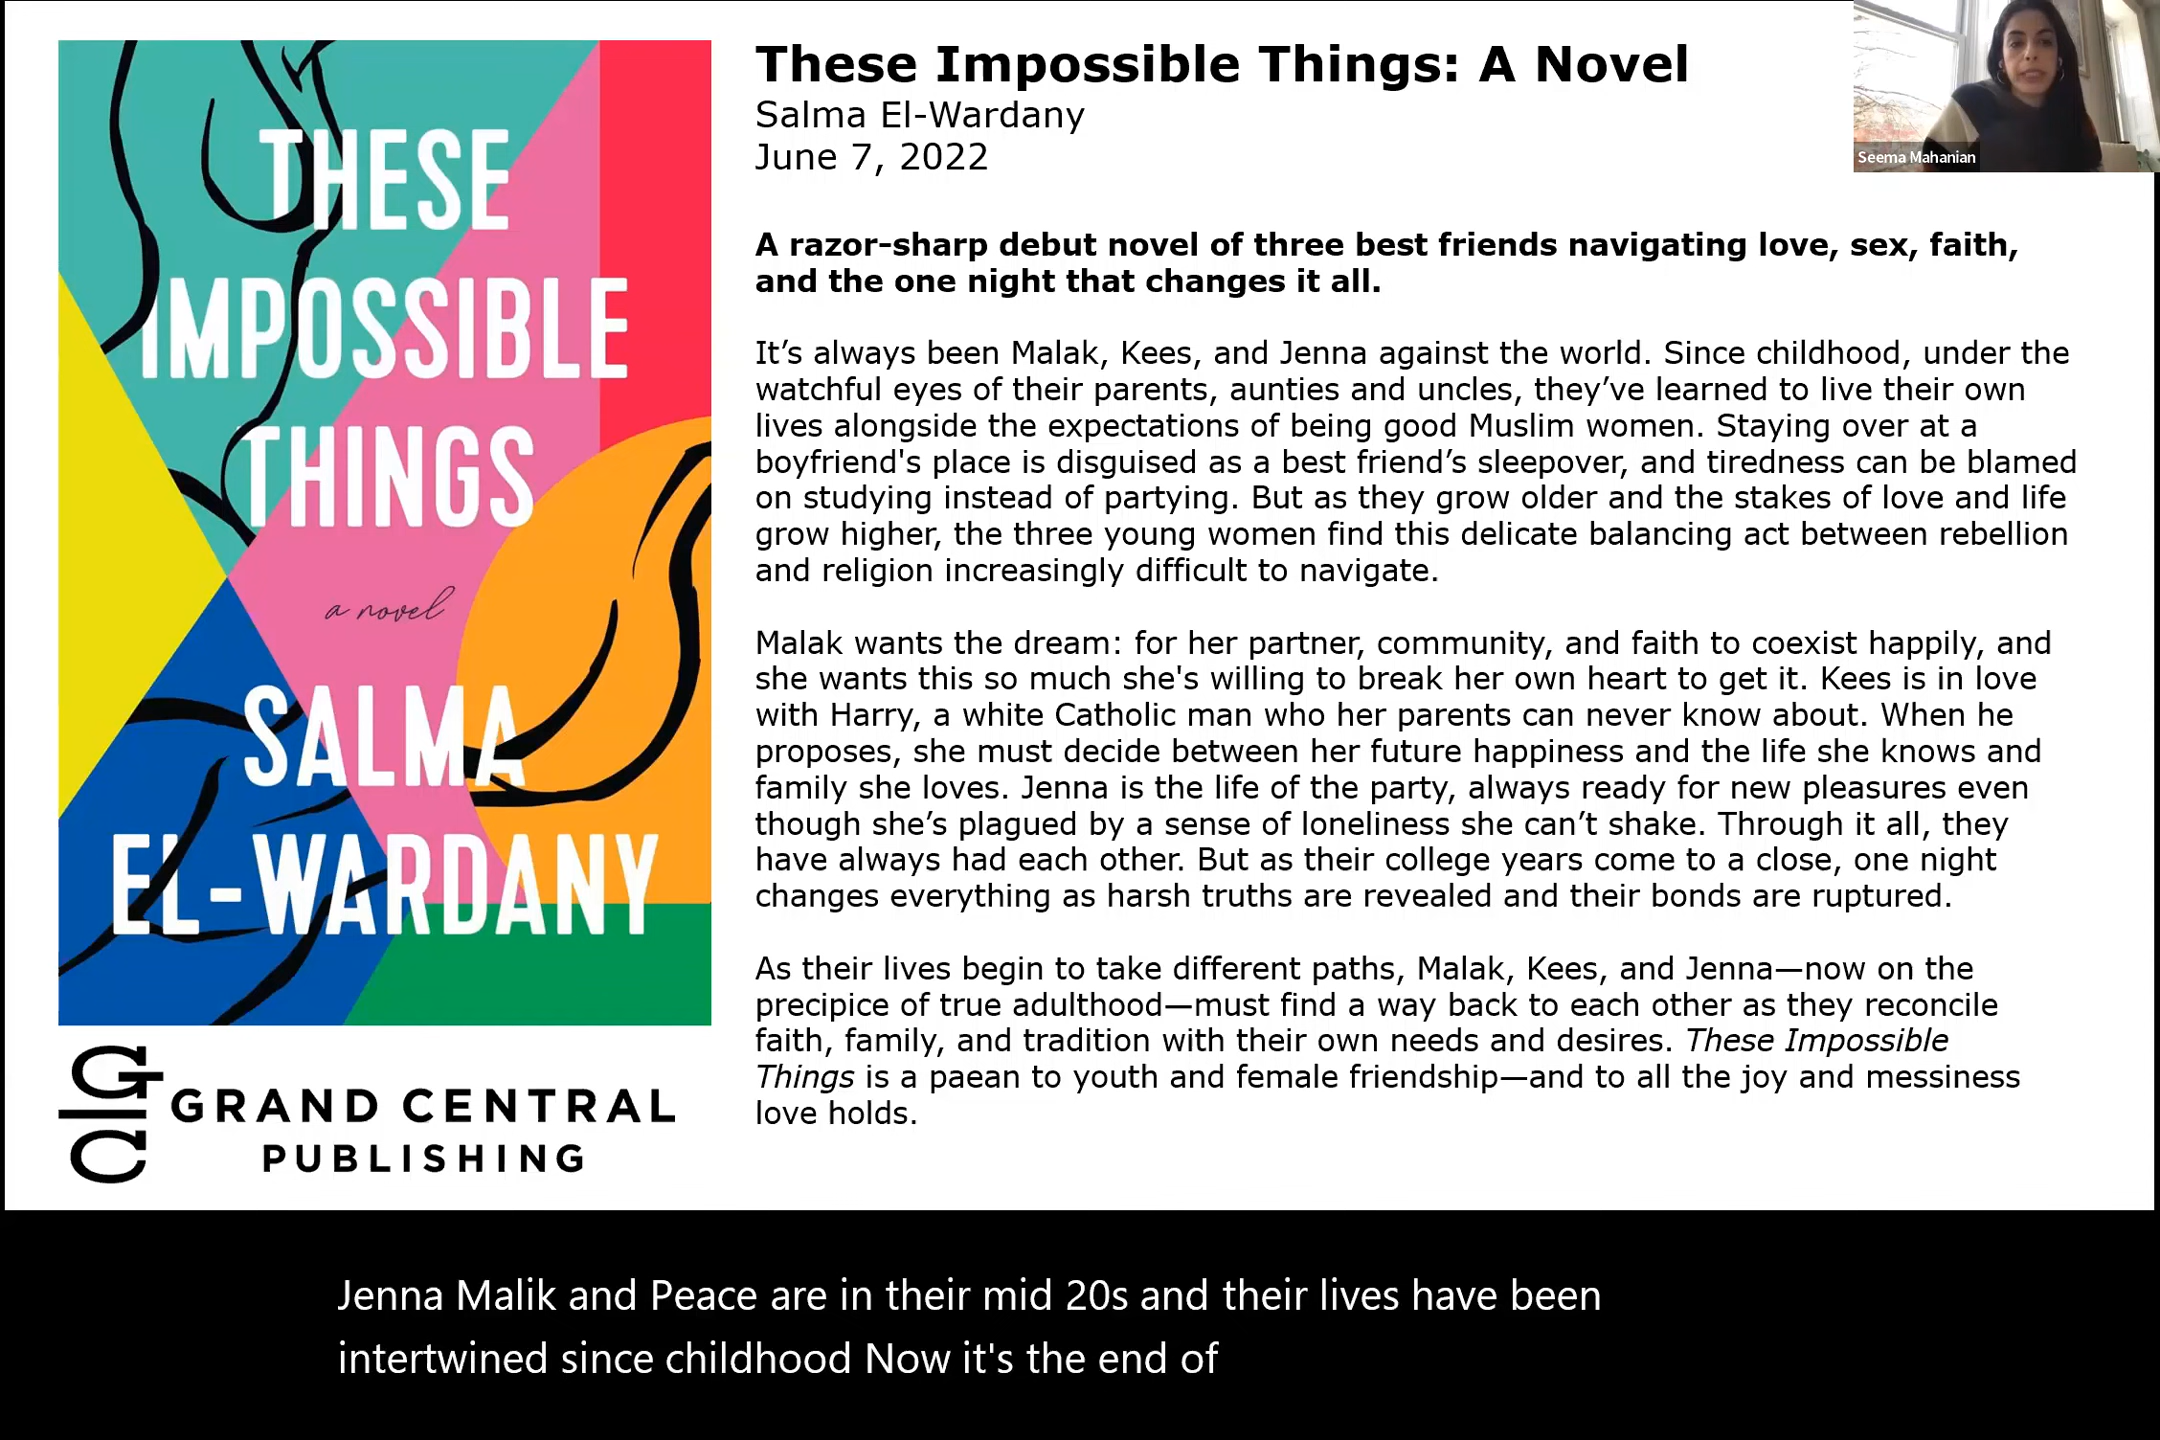 THESE
IMPOSSIBLE
THINGS
a novel
SALMA
EL-WARDANY
GC
GRAND CENTRAL
PUBLISHING
These Impossible Things: A Novel
Salma El-Wardany
June 7, 2022
A razor-sharp debut novel of three best friends navigating love, sex, faith,
and the one night that changes it all.
It’s always been Malak, Kees, and Jenna against the world. Since childhood, under the
watchful eyes of their parents, aunties and uncles, they’ve learned to live their own
lives alongside the expectations of being good Muslim women. Staying over at a
boyfriend's place is disguised as a best friend’s sleepover, and tiredness can be blamed
on studying instead of partying. But as they grow older and the stakes of love and life
grow higher, the three young women find this delicate balancing act between rebellion
and religion increasingly difficult to navigate.
Malak wants the dream: for her partner, community, and faith to coexist happily, and
she wants this so much she's willing to break her own heart to get it. Kees is in love
with Harry, a white Catholic man who her parents can never know about. When he
proposes, she must decide between her future happiness and the life she knows and
family she loves. Jenna is the life of the party, always ready for new pleasures even
though she’s plagued by a sense of loneliness she can’t shake. Through it all, they
have always had each other. But as their college years come to a close, one night
changes everything as harsh truths are revealed and their bonds are ruptured.
As their lives begin to take different paths, Malak, Kees, and Jenna—now on the
precipice of true adulthood—must find a way back to each other as they reconcile
faith, family, and tradition with their own needs and desires. These Impossible
Things is a paean to youth and female friendship—and to all the joy and messiness
love holds.
Seema Mahanian
Jenna Malik and Peace are in their mid 20s and their lives have been
intertwined since childhood Now it's the end of